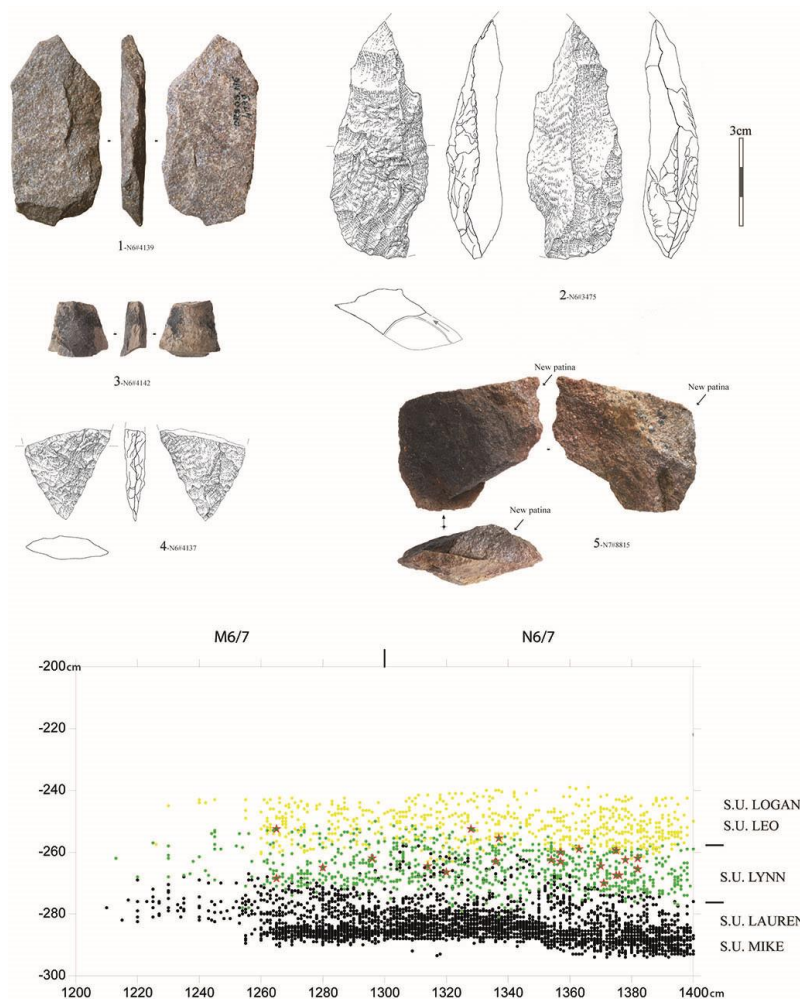 3cm
1-N6#4139
2-N6#3475
New patina
New patina
3-N6#4142
New patina
4-N6#4137
5-N7#8815
M6/7
N6/7
-200cm
-220
-240
-260
-280
-300
S.U. LOGAN
S.U. LEO
S.U. LYNN
S.U. LAUREN
S.U. MIKE
1200
1220
1240
1260
1280
1300
1320
1340
1360
1380
1400cm